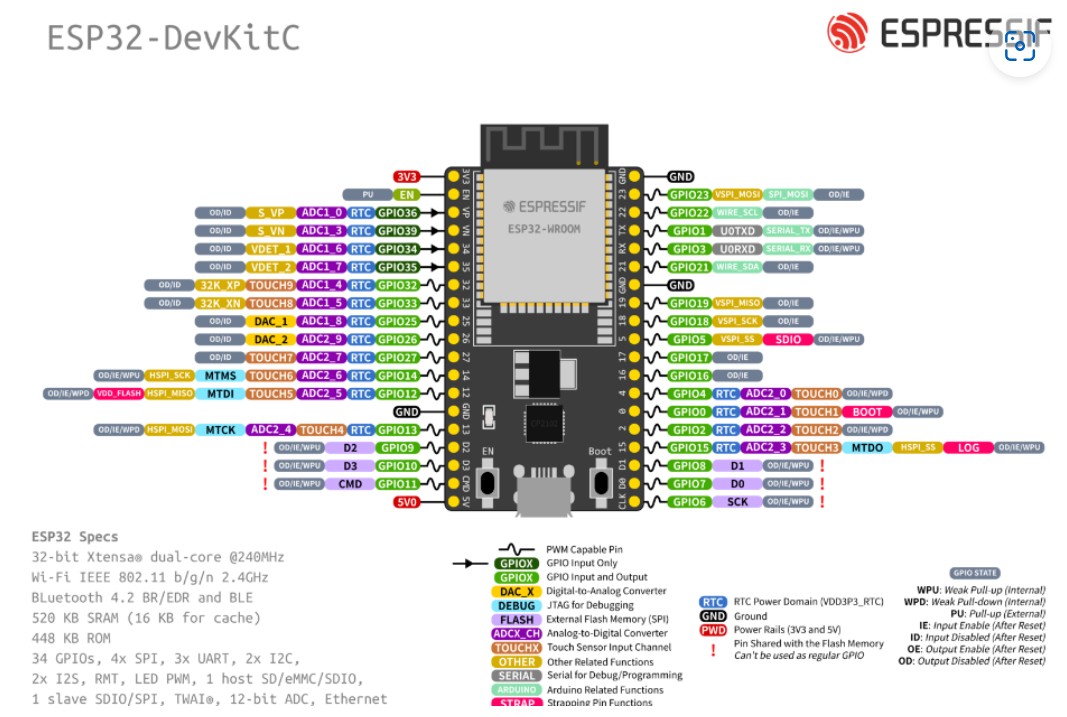 ESP32-DevKitC
ESPRESSIF
3V3 3V3 GND GND
PU EN EN 23 GPIO23 VSPI_MOSI SPI_MOSI OD/IE
OD/ID S_VP ADC1_0 RTC GPIO36 VP 22 GPIO22 WIRE_SCL OD/IE
OD/ID S_VN ADC1_3 RTC GPIO39 VN TX GPIO1 U0TXD SERIAL_TX OD/IE/WPU
OD/ID VDET_1 ADC1_6 RTC GPIO34 34 RX GPIO3 U0RXD SERIAL_RX OD/IE/WPU
OD/ID VDET_2 ADC1_7 RTC GPIO35 35 21 GPIO21 WIRE_SDA OD/IE
OD/ID 32K_XP TOUCH9 ADC1_4 RTC GPIO32 32 GND GND
OD/ID 32K_XN TOUCH8 ADC1_5 RTC GPIO33 33 19 GPIO19 VSPI_MISO OD/IE
OD/ID DAC_1 ADC1_8 RTC GPIO25 25 18 GPIO18 VSPI_SCK OD/IE
OD/ID DAC_2 ADC2_9 RTC GPIO26 26 5 GPIO5 VSPI_SS SDIO OD/IE/WPU
OD/ID TOUCH7 ADC2_7 RTC GPIO27 27 17 GPIO17 OD/IE
OD/IE/WPU HSPI_SCK MTMS TOUCH6 ADC2_6 RTC GPIO14 14 16 GPIO16 OD/IE
OD/IE/WPD VDD_FLASH HSPI_MISO MTDI TOUCH5 ADC2_5 RTC GPIO12 12 4 GPIO4 RTC ADC2_0 TOUCH0 OD/IE/WPD
GND GND 0 GPIO0 RTC ADC2_1 TOUCH1 BOOT OD/IE/WPU
OD/IE/WPD HSPI_MOSI MTCK ADC2_4 TOUCH4 RTC GPIO13 13 2 GPIO2 RTC ADC2_2 TOUCH2 OD/IE/WPD
! OD/IE/WPU D2 GPIO9 D2 15 GPIO15 RTC ADC2_3 TOUCH3 MTDO HSPI_SS LOG OD/IE/WPU
! OD/IE/WPU D3 GPIO10 D3 D1 GPIO8 D1 OD/IE/WPU !
! OD/IE/WPU CMD GPIO11 CMD D0 GPIO7 D0 OD/IE/WPU !
5V0 5V CLK GPIO6 SCK OD/IE/WPU !
ESPRESSIF
ESP32-WROOM
EN Boot
ESP32 Specs
32-bit Xtensa® dual-core @240MHz
Wi-Fi IEEE 802.11 b/g/n 2.4GHz
BLuetooth 4.2 BR/EDR and BLE
520 KB SRAM (16 KB for cache)
448 KB ROM
34 GPIOs, 4x SPI, 3x UART, 2x I2C,
2x I2S, RMT, LED PWM, 1 host SD/eMMC/SDIO,
1 slave SDIO/SPI, TWAI®, 12-bit ADC, Ethernet
PWM Capable Pin
GPIOX GPIO Input Only
GPIOX GPIO Input and Output
DAC_X Digital-to-Analog Converter
DEBUG JTAG for Debugging
FLASH External Flash Memory (SPI)
ADCX_CH Analog-to-Digital Converter
TOUCHX Touch Sensor Input Channel
OTHER Other Related Functions
SERIAL Serial for Debug/Programming
ARDUINO Arduino Related Functions
STRAP Strapping Pin Functions
RTC RTC Power Domain (VDD3P3_RTC)
GND Ground
PWD Power Rails (3V3 and 5V)
! Pin Shared with the Flash Memory
Can't be used as regular GPIO
GPIO STATE
WPU: Weak Pull-up (Internal)
WPD: Weak Pull-down (Internal)
PU: Pull-up (External)
IE: Input Enable (After Reset)
ID: Input Disabled (After Reset)
OE: Output Enable (After Reset)
OD: Output Disabled (After Reset)